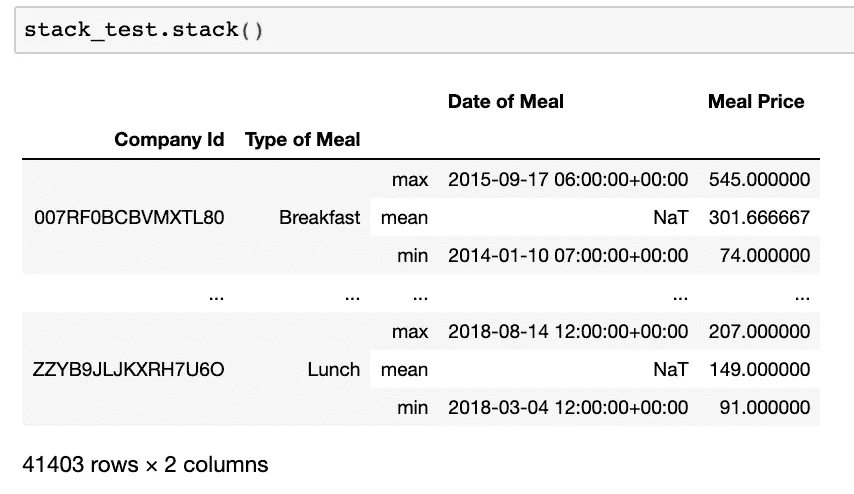 stack_test.stack()
Date of Meal Meal Price
Company Id Type of Meal
max 2015-09-17 06:00:00+00:00 545.000000
007RF0BCBVMXTL80 Breakfast mean NaT 301.666667
min 2014-01-10 07:00:00+00:00 74.000000
... ... ... ... ...
max 2018-08-14 12:00:00+00:00 207.000000
ZZYB9JLJKXRH7U6O Lunch mean NaT 149.000000
min 2018-03-04 12:00:00+00:00 91.000000
41403 rows × 2 columns